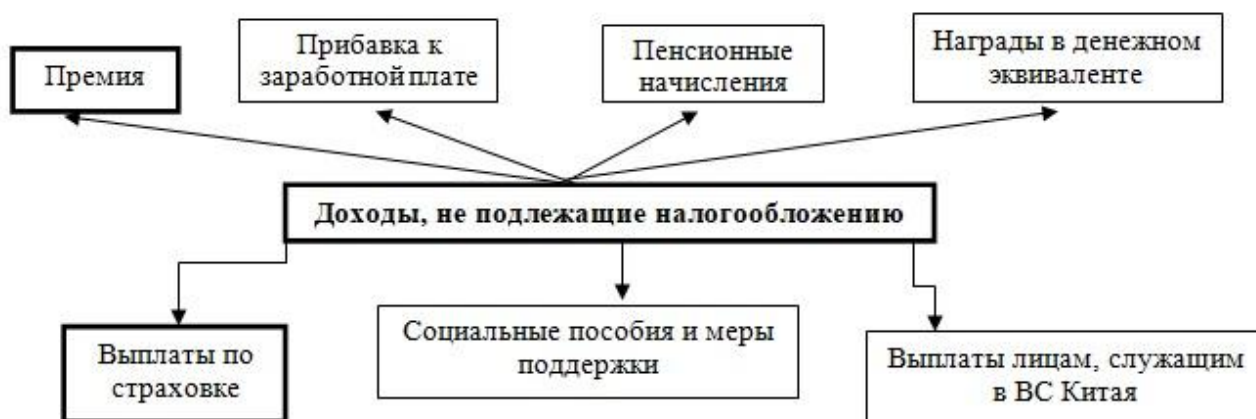 Премия
Прибавка к
заработной плате
Пенсионные
начисления
Награды в денежном
эквиваленте
Доходы, не подлежащие налогообложению
Выплаты по
страховке
Социальные пособия и меры
поддержки
Выплаты лицам, служащим
в ВС Китая